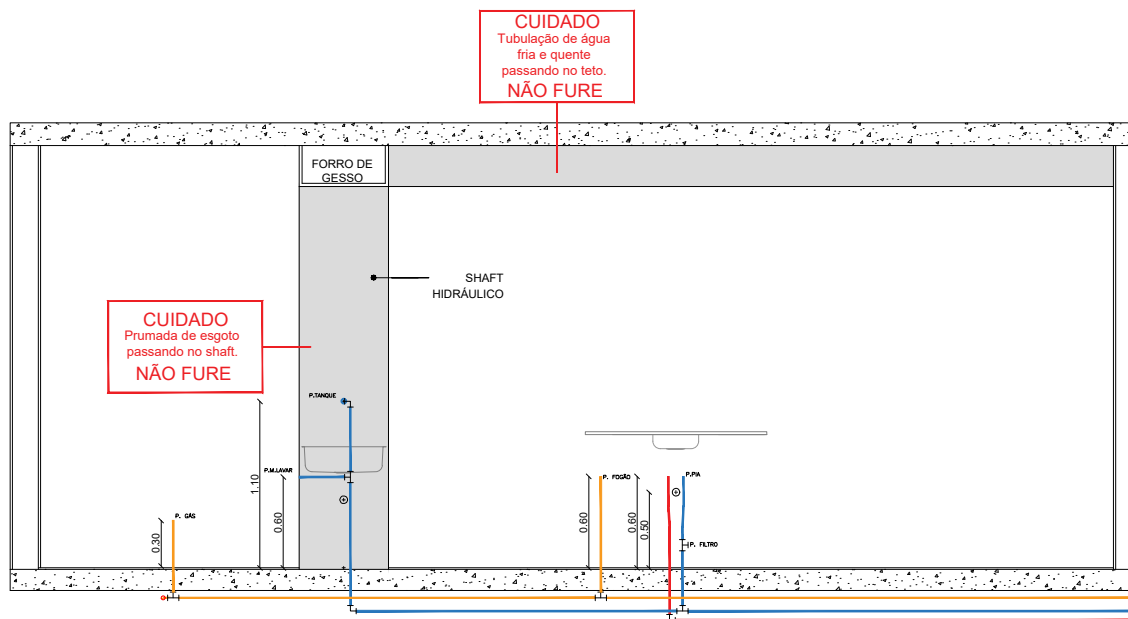 CUIDADO
Tubulação de água
fria e quente
passando no teto.
NÃO FURE
FORRO DE
GESSO
SHAFT
HIDRÁULICO
CUIDADO
Prumada de esgoto
passando no shaft.
NÃO FURE
P.TANQUE
P.M.LAVAR
1.10
0.60
P. GÁS
0.30
P. FOGÃO
0.60
0.60
0.50
P.PIA
P. FILTRO